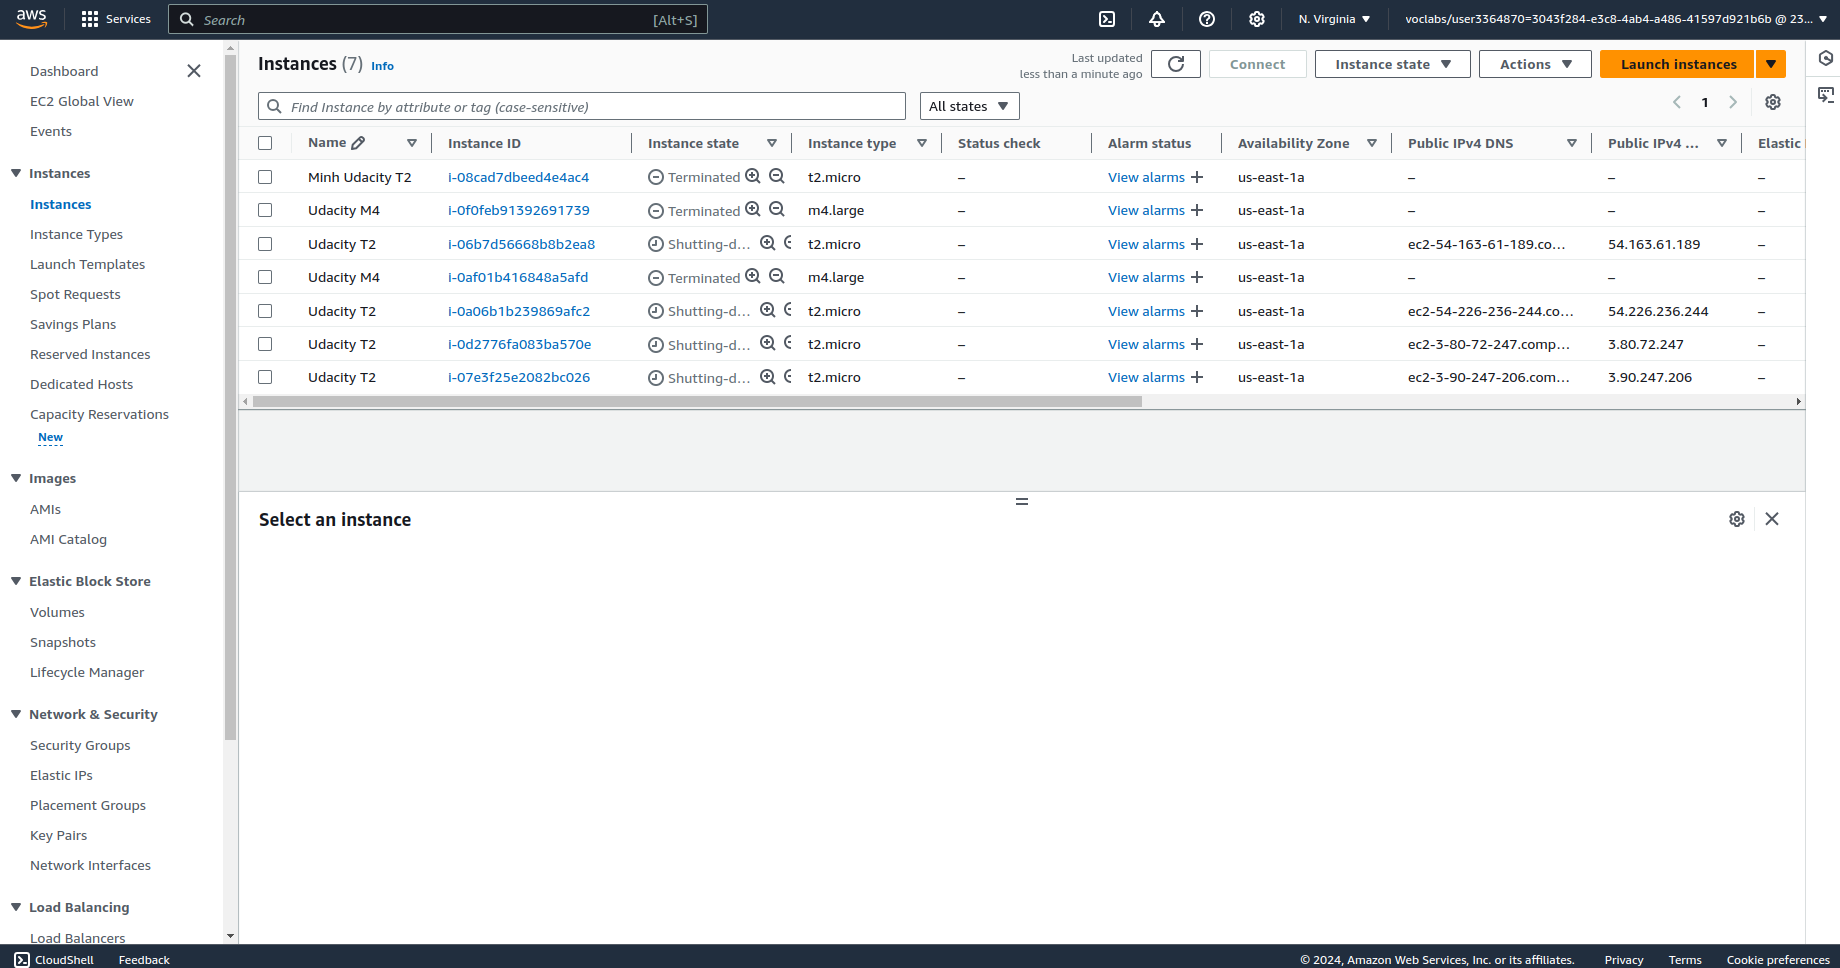 aws Services Search [Alt+S] N. Virginia voclabs/user3364870=3043f284-e3c8-4ab4-a486-41597d921b6b @ 23...
Dashboard
EC2 Global View
Events
Instances
Instances
Instance Types
Launch Templates
Spot Requests
Savings Plans
Reserved Instances
Dedicated Hosts
Capacity Reservations
New
Images
AMIs
AMI Catalog
Elastic Block Store
Volumes
Snapshots
Lifecycle Manager
Network & Security
Security Groups
Elastic IPs
Placement Groups
Key Pairs
Network Interfaces
Load Balancing
Load Balancers
Instances (7) Info
Last updated
less than a minute ago
Connect Instance state Actions Launch instances
Find Instance by attribute or tag (case-sensitive) All states 1
Name Instance ID Instance state Instance type Status check Alarm status Availability Zone Public IPv4 DNS Public IPv4 ... Elastic
Minh Udacity T2 i-08cad7dbeed4e4ac4 Terminated t2.micro – View alarms + us-east-1a – – –
Udacity M4 i-0f0feb91392691739 Terminated m4.large – View alarms + us-east-1a – – –
Udacity T2 i-06b7d56668b8b2ea8 Shutting-d... t2.micro – View alarms + us-east-1a ec2-54-163-61-189.co... 54.163.61.189 –
Udacity M4 i-0af01b416848a5afd Terminated m4.large – View alarms + us-east-1a – – –
Udacity T2 i-0a06b1b239869afc2 Shutting-d... t2.micro – View alarms + us-east-1a ec2-54-226-236-244.co... 54.226.236.244 –
Udacity T2 i-0d2776fa083ba570e Shutting-d... t2.micro – View alarms + us-east-1a ec2-3-80-72-247.comp... 3.80.72.247 –
Udacity T2 i-07e3f25e2082bc026 Shutting-d... t2.micro – View alarms + us-east-1a ec2-3-90-247-206.com... 3.90.247.206 –
Select an instance
CloudShell Feedback © 2024, Amazon Web Services, Inc. or its affiliates. Privacy Terms Cookie preferences